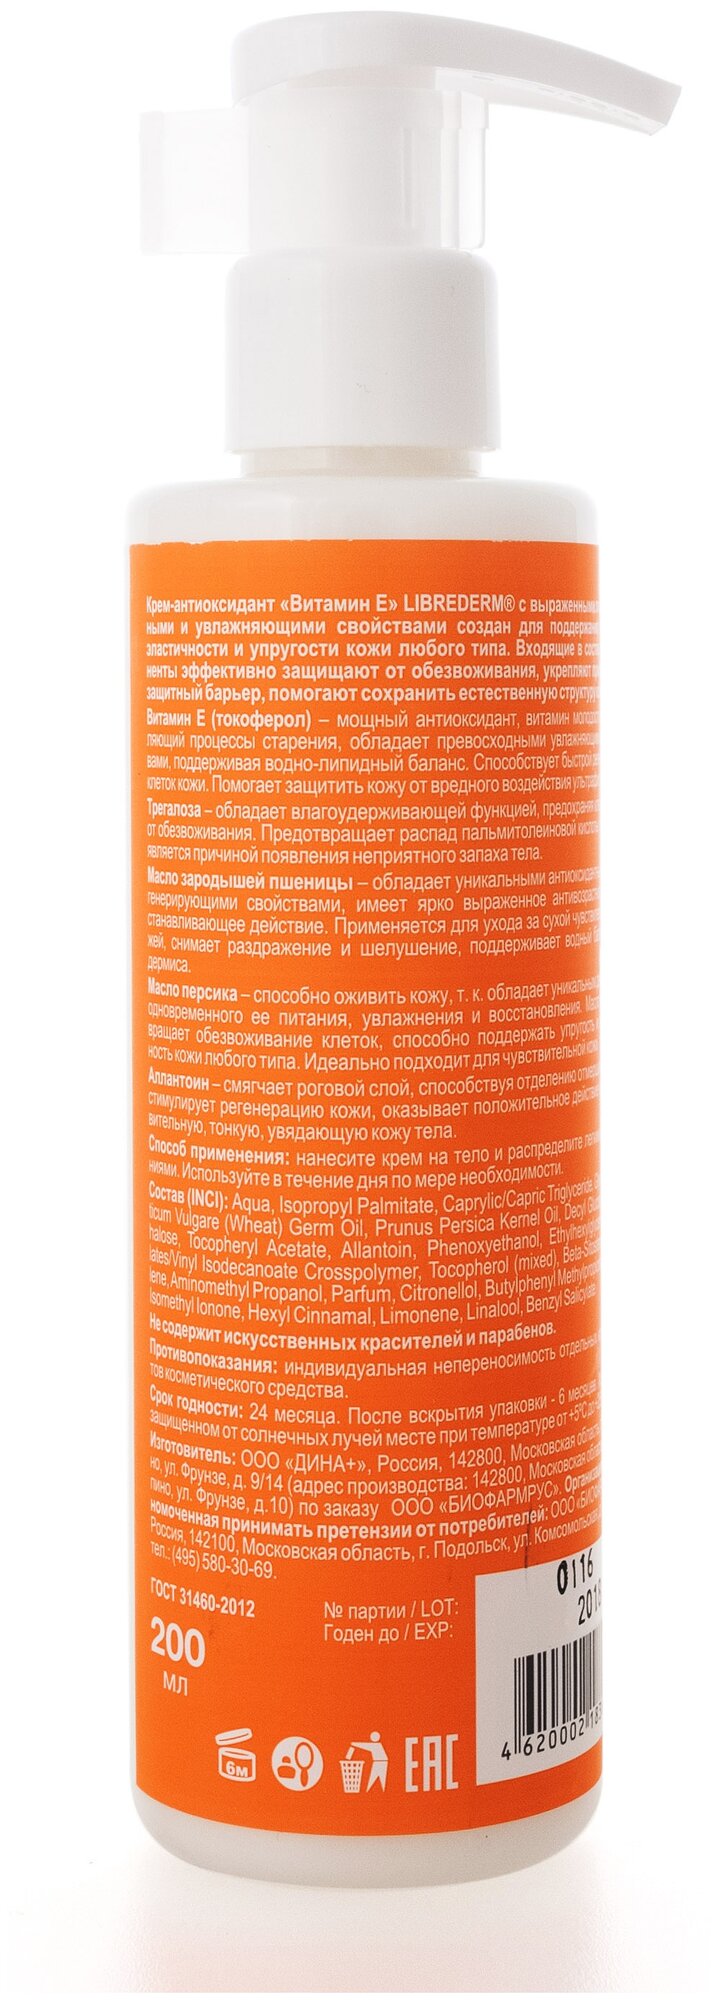 Крем-антиоксидант «Витамин Е» LIBREDERM® с выраженными
ными и увлажняющими свойствами создан для поддержания
эластичности и упругости кожи любого типа. Входящие в
ненты эффективно защищают от обезвоживания, укрепляют
защитный барьер, помогают сохранить естественную структуру
Витамин Е (токоферол) – мощный антиоксидант, витамин
ляющий процессы старения, обладает превосходными
вами, поддерживая водно-липидный баланс. Способствует быстрой
клеток кожи. Помогает защитить кожу от вредного воздействия
Трегалоза – обладает влагоудерживающей функцией,
от обезвоживания. Предотвращает распад пальмитолеиновой
является причиной появления неприятного запаха тела.
Масло зародышей пшеницы – обладает уникальными
генерирующими свойствами, имеет ярко выраженное
станавливающее действие. Применяется для ухода за сухой
жей, снимает раздражение и шелушение, поддерживает водный
дермиса.
Масло персика – способно оживить кожу, т. к. обладает
одновременного ее питания, увлажнения и восстановления.
вращает обезвоживание клеток, способно поддержать упругость
ность кожи любого типа. Идеально подходит для чувствительной кожи.
Аллантоин – смягчает роговой слой, способствуя отделению
стимулирует регенерацию кожи, оказывает положительное действие
вительную, тонкую, увядающую кожу тела.
Способ применения: нанесите крем на тело и распределите
ниями. Используйте в течение дня по мере необходимости.
Состав (INCI): Aqua, Isopropyl Palmitate, Caprylic/Capric Triglyceride,
ticum Vulgare (Wheat) Germ Oil, Prunus Persica Kernel Oil, Decyl
halose, Tocopheryl Acetate, Allantoin, Phenoxyethanol,
lates/Vinyl Isodecanoate Crosspolymer, Tocopherol (mixed),
lene, Aminomethyl Propanol, Parfum, Citronellol, Butylphenyl
Isomethyl Ionone, Hexyl Cinnamal, Limonene, Linalool, Benzyl Salicylate.
Не содержит искусственных красителей и парабенов.
Противопоказания: индивидуальная непереносимость отдельных
тов косметического средства.
Срок годности: 24 месяца. После вскрытия упаковки - 6 месяцев.
защищенном от солнечных лучей месте при температуре от +5°С до
Изготовитель: ООО «ДИНА+», Россия, 142800, Московская область,
но, ул. Фрунзе, д. 9/14 (адрес производства: 142800, Московская
пино, ул. Фрунзе, д.10) по заказу ООО «БИОФАРМРУС».
номоченная принимать претензии от потребителей: ООО
Россия, 142100, Московская область, г. Подольск, ул. Комсомольская,
тел.: (495) 580-30-69.
ГОСТ 31460-2012
№ партии / LOT:
Годен до / EXP:
0116
200
мл
6м
ЕАС
4 620002 183